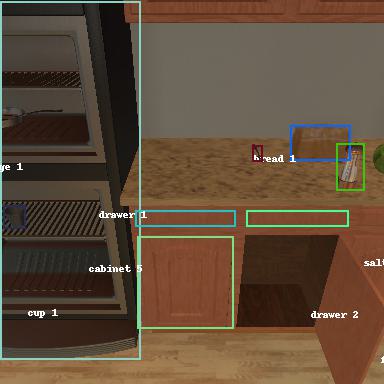 bread 1
ge 1
drawer 1
salt
cabinet 5
cup 1
drawer 2
f